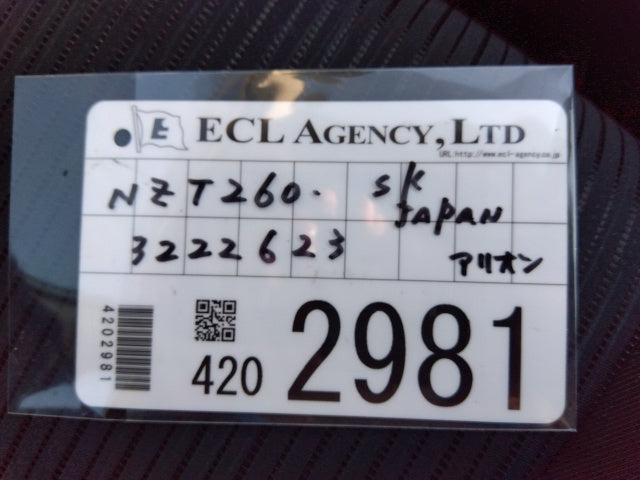 E ECL AGENCY, LTD
URL:http://www.ecl-agency.co.jp
NZT260. SK JAPAN
3222623 アリオン
4202981
420 2981